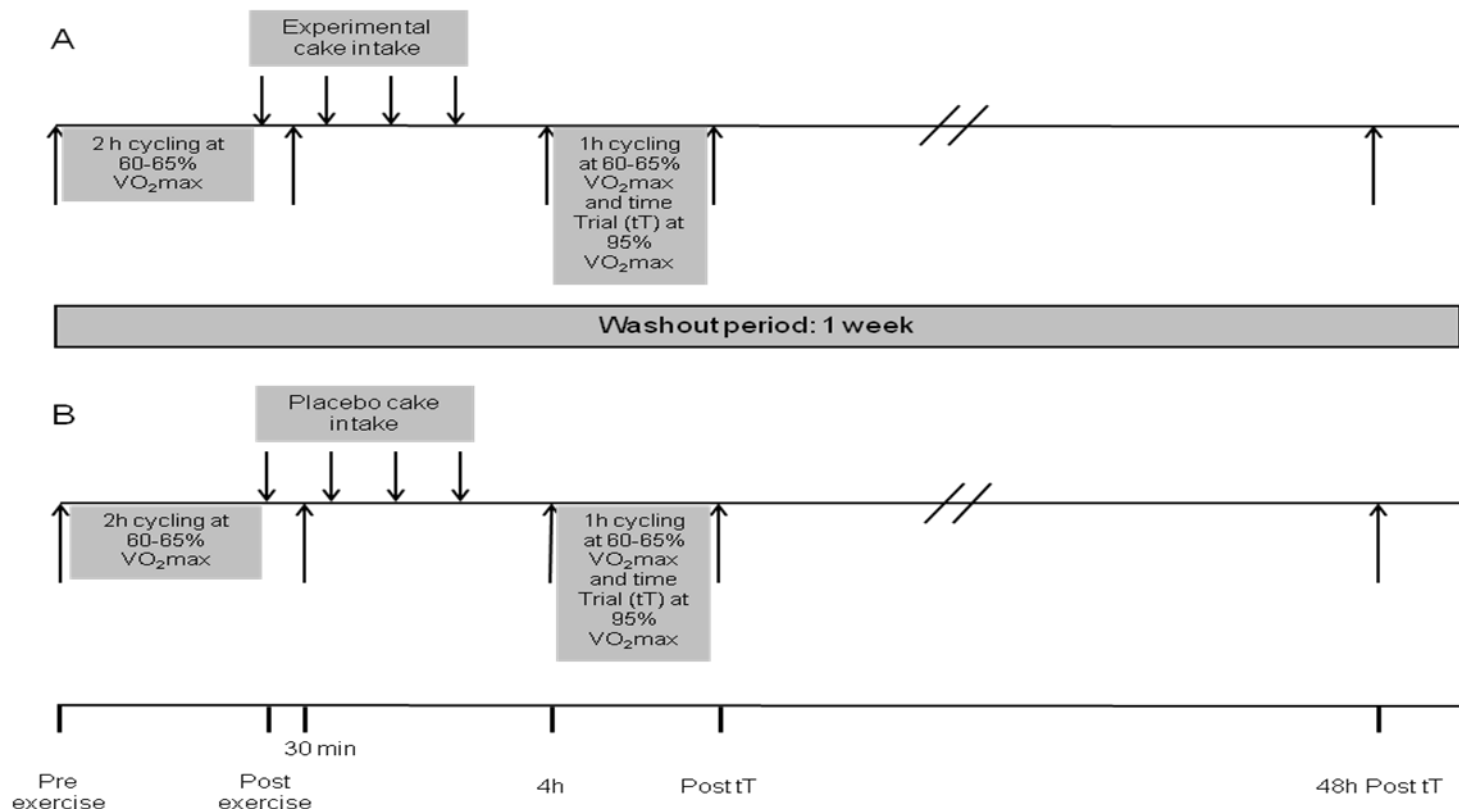 A
Experimental
cake intake
2 h cycling at
60-65%
VO₂max
1h cycling
at 60-65%
VO₂max
and time
Trial (tT) at
95%
VO₂max
Washout period: 1 week
B
Placebo cake
intake
2h cycling at
60-65%
VO₂max
1h cycling
at 60-65%
VO₂max
and time
Trial (tT) at
95%
VO₂max
30 min
Pre
exercise
Post
exercise
4h
Post tT
48h Post tT